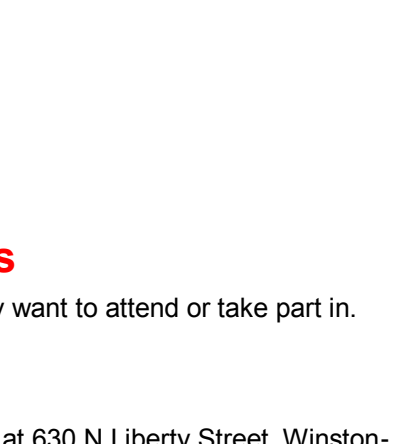 s
want to attend or take part in.
at 630 N Liberty Street, Winston-